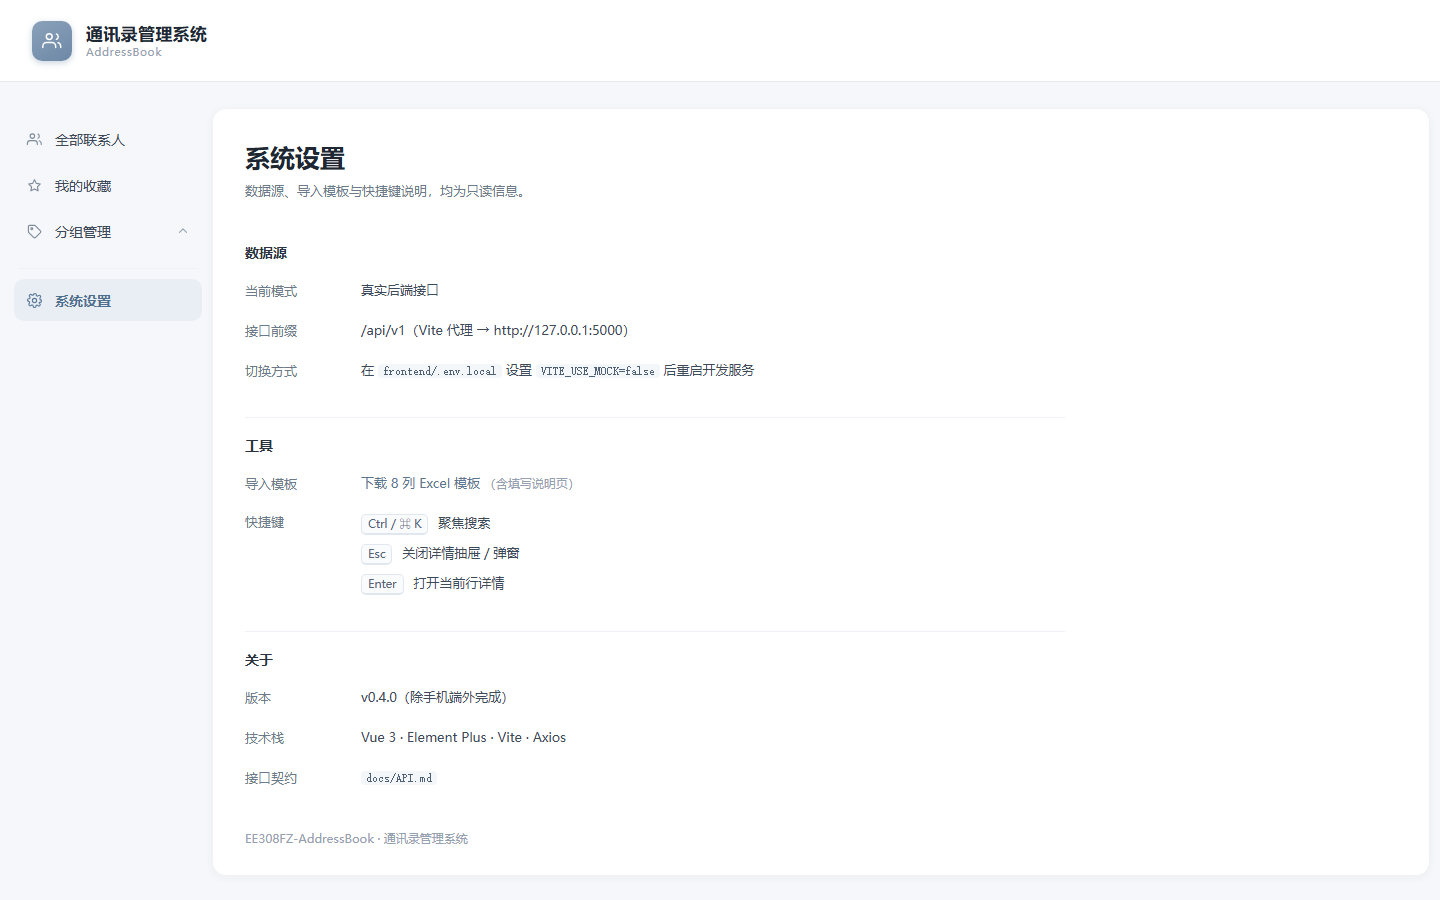 通讯录管理系统
AddressBook
全部联系人
我的收藏
分组管理
系统设置
系统设置
数据源、导入模板与快捷键说明，均为只读信息。
数据源
当前模式 真实后端接口
接口前缀 /api/v1（Vite 代理 → http://127.0.0.1:5000）
切换方式 在 frontend/.env.local 设置 VITE_USE_MOCK=false 后重启开发服务
工具
导入模板 下载 8 列 Excel 模板 （含填写说明页）
快捷键 Ctrl / ⌘ K 聚焦搜索
Esc 关闭详情抽屉 / 弹窗
Enter 打开当前行详情
关于
版本 v0.4.0（除手机端外完成）
技术栈 Vue 3 · Element Plus · Vite · Axios
接口契约 docs/API.md
EE308FZ-AddressBook · 通讯录管理系统